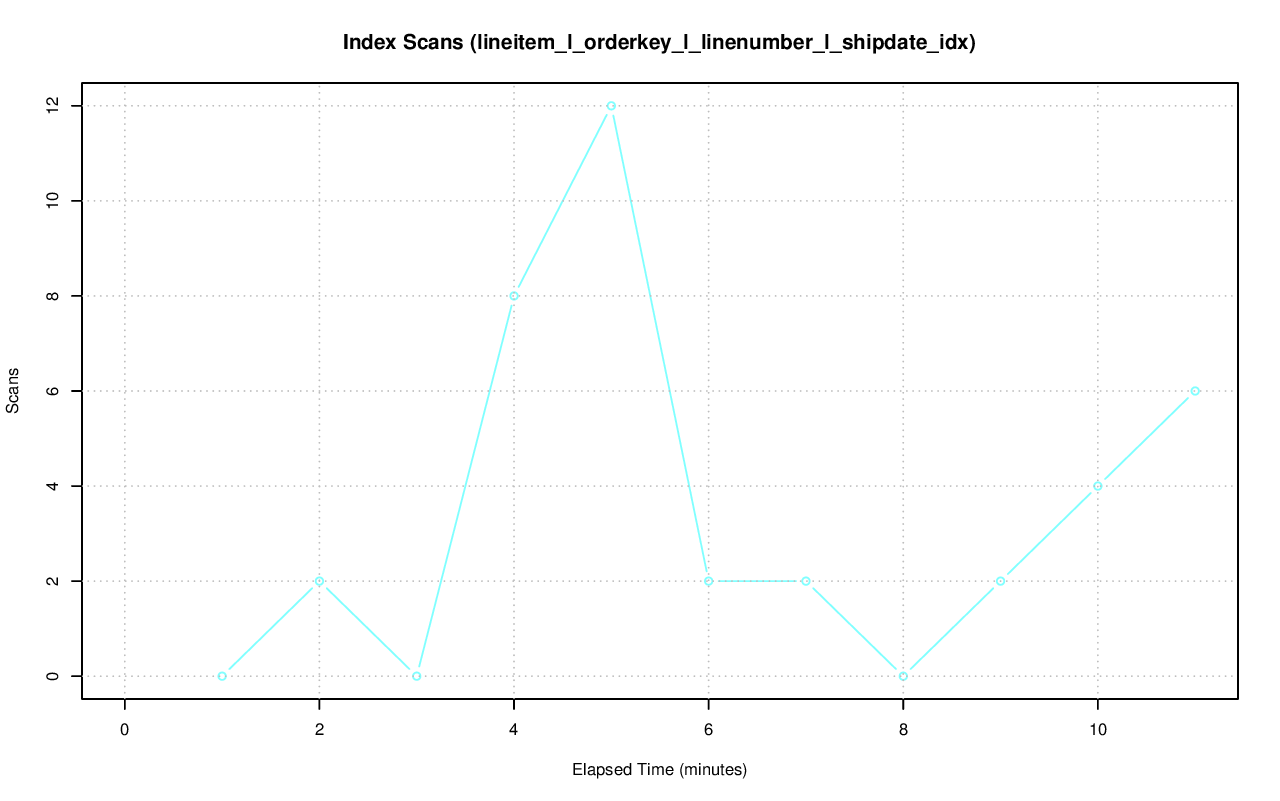 Index Scans (lineitem_l_orderkey_l_linenumber_l_shipdate_idx)
12
10
8
6
4
2
0
Scans
0 2 4 6 8 10
Elapsed Time (minutes)